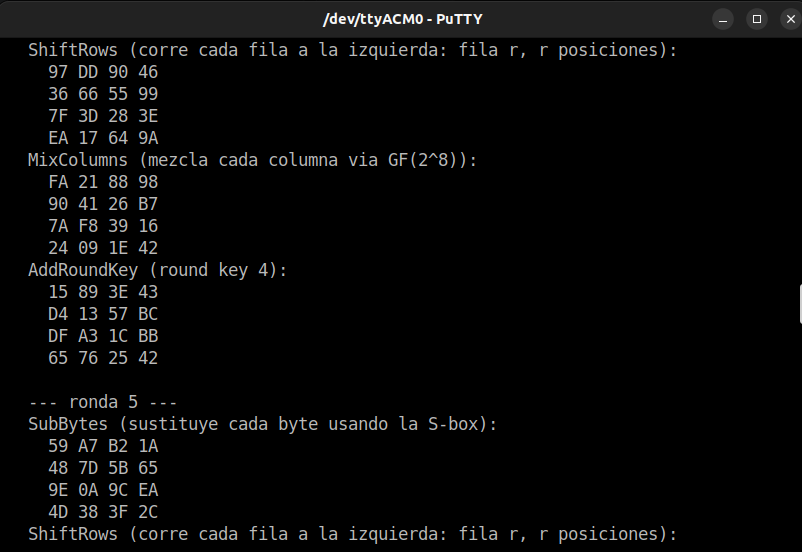 /dev/ttyACM0 - PuTTY
ShiftRows (corre cada fila a la izquierda: fila r, r posiciones):
97 DD 90 46
36 66 55 99
7F 3D 28 3E
EA 17 64 9A
MixColumns (mezcla cada columna via GF(2^8)):
FA 21 88 98
90 41 26 B7
7A F8 39 16
24 09 1E 42
AddRoundKey (round key 4):
15 89 3E 43
D4 13 57 BC
DF A3 1C BB
65 76 25 42
--- ronda 5 ---
SubBytes (sustituye cada byte usando la S-box):
59 A7 B2 1A
48 7D 5B 65
9E 0A 9C EA
4D 38 3F 2C
ShiftRows (corre cada fila a la izquierda: fila r, r posiciones):